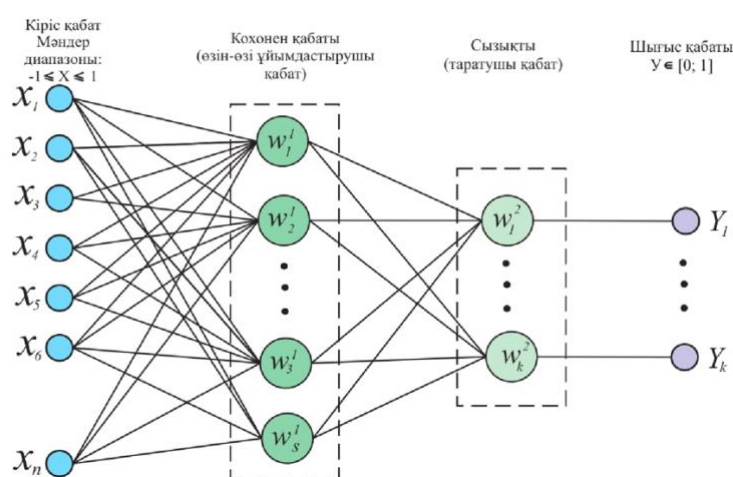 Кіріс қабат
Мәндер
диапазоны:
-1 ⩽ X ⩽ 1
Кохонен қабаты
(өзін-өзі ұйымдастырушы
қабат)
Сызықты
(таратушы қабат)
Шығыс қабаты
У ∈ [0; 1]
X₁
X₂
X₃
X₄
X₅
X₆
Xₙ
w₁¹
w₂¹
w₃¹
wₛ¹
w₁²
wₖ²
Y₁
Yₖ